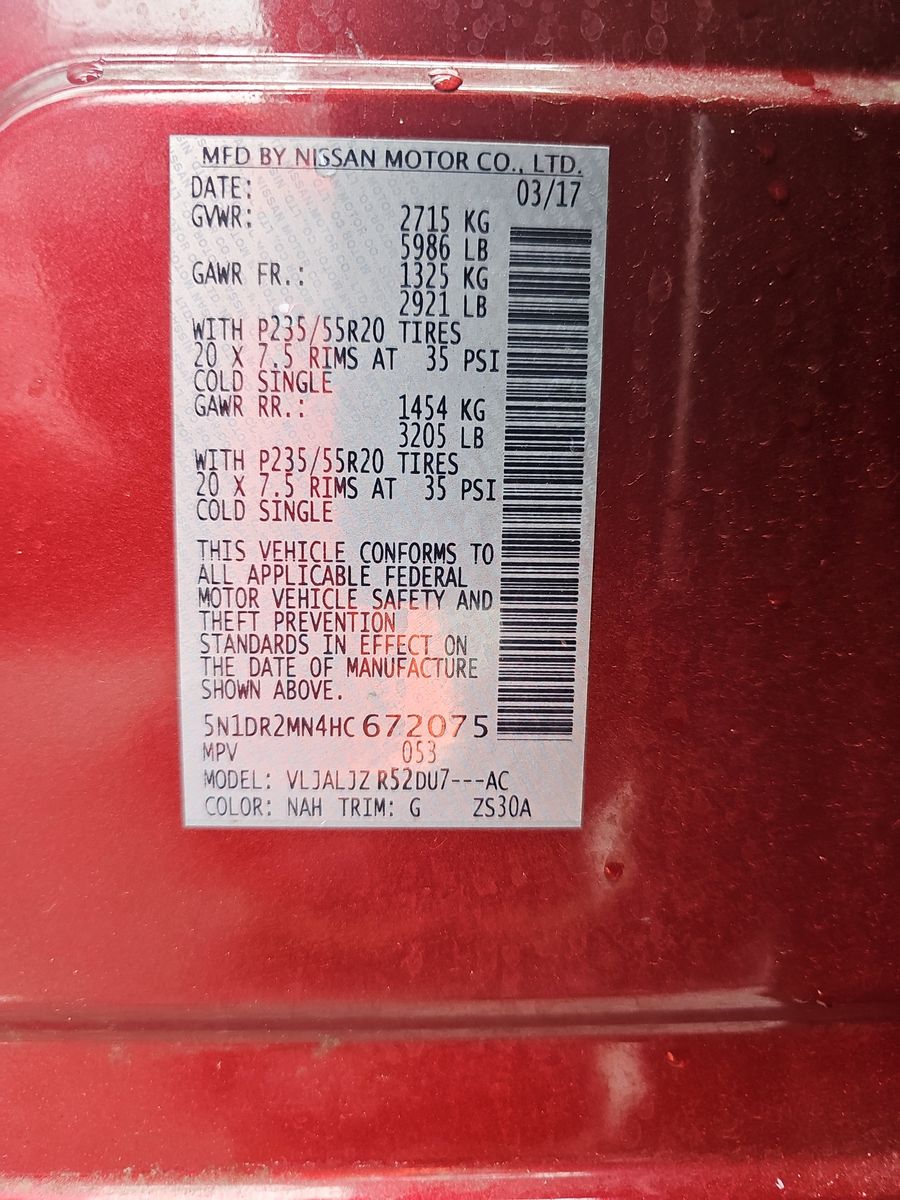 MFD BY NISSAN MOTOR CO., LTD.
DATE: 03/17
GVWR: 2715 KG
5986 LB
GAWR FR.: 1325 KG
2921 LB
WITH P235/55R20 TIRES
20 X 7.5 RIMS AT 35 PSI
COLD SINGLE
GAWR RR.: 1454 KG
3205 LB
WITH P235/55R20 TIRES
20 X 7.5 RIMS AT 35 PSI
COLD SINGLE
THIS VEHICLE CONFORMS TO
ALL APPLICABLE FEDERAL
MOTOR VEHICLE SAFETY AND
THEFT PREVENTION
STANDARDS IN EFFECT ON
THE DATE OF MANUFACTURE
SHOWN ABOVE.
5N1DR2MN4HC672075
MPV 053
MODEL: VLJALJZ R52DU7---AC
COLOR: NAH TRIM: G ZS30A